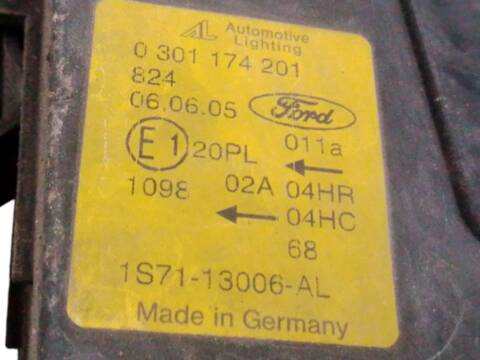 AL Automotive
Lighting
0 301 174 201
824
06.06.05 Ford
011a
E1 20PL
1098 02A 04HR
04HC
68
1S71-13006-AL
Made in Germany